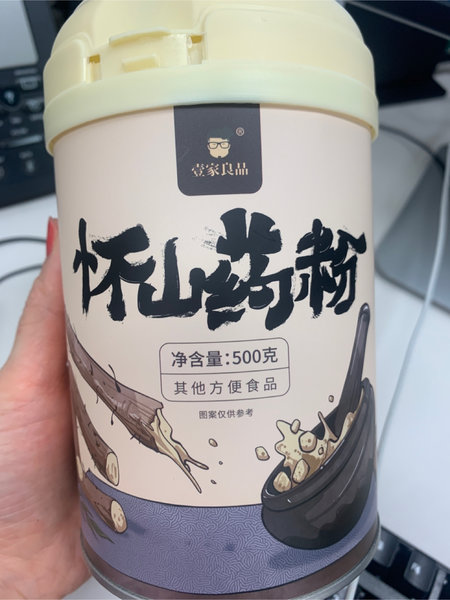 ®
壹家良品
怀山药粉
净含量:500克
其他方便食品
图案仅供参考